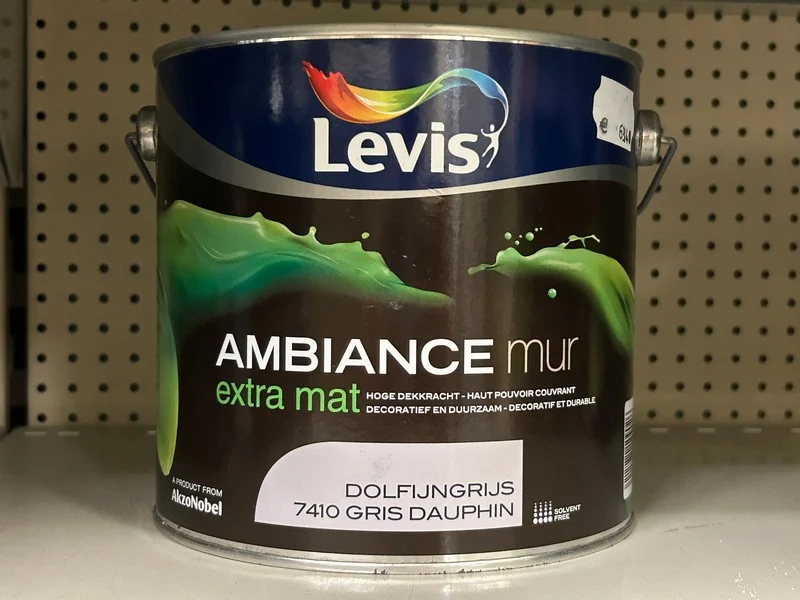 Levis
€
AMBIANCE mur
extra mat
HOGE DEKKRACHT - HAUT POUVOIR COUVRANT
DECORATIEF EN DUURZAAM - DECORATIF ET DURABLE
DOLFIJNGRIJS
7410 GRIS DAUPHIN
A PRODUCT FROM
AkzoNobel
SOLVENT
FREE